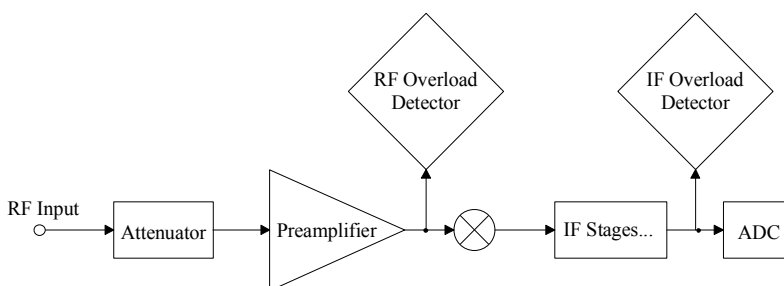 RF Overload
Detector
IF Overload
Detector
RF Input
Attenuator
Preamplifier
IF Stages...
ADC